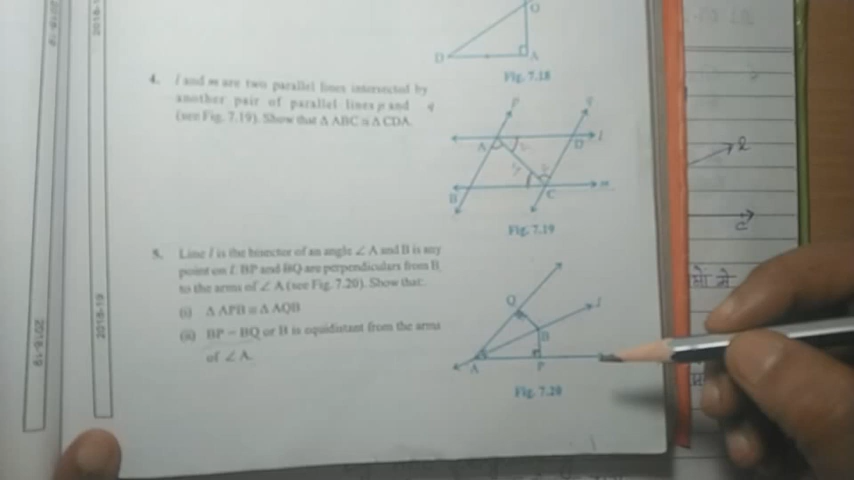 O
D
A
Fig. 7.18
4. l and m are two parallel lines intersected by
another pair of parallel lines p and q
(see Fig. 7.19). Show that Δ ABC ≅ Δ CDA.
p
q
A
D
l
B
C
m
Fig. 7.19
5. Line l is the bisector of an angle ∠ A and B is any
point on l. BP and BQ are perpendiculars from B
to the arms of ∠ A (see Fig. 7.20). Show that:
(i) Δ APB ≅ Δ AQB
(ii) BP = BQ or B is equidistant from the arms
of ∠ A.
Q
l
B
A
P
Fig. 7.20
2018-19
2018-19
l
C